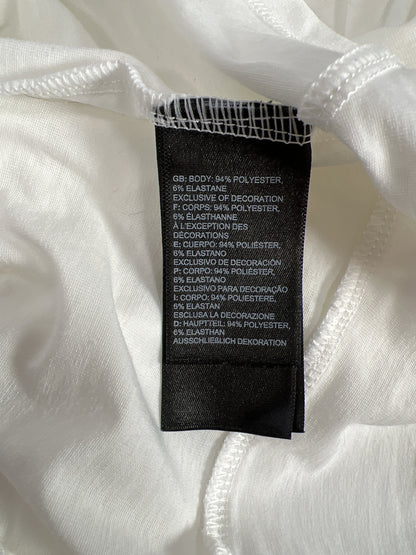 GB: BODY: 94% POLYESTER,
6% ELASTANE
EXCLUSIVE OF DECORATION
F: CORPS: 94% POLYESTER,
6% ÉLASTHANNE
À L'EXCEPTION DES
DÉCORATIONS
E: CUERPO: 94% POLIÉSTER,
6% ELASTANO
EXCLUSIVO DE DECORACIÓN
P: CORPO: 94% POLIÉSTER,
6% ELASTANO
EXCLUSIVO PARA DECORAÇÃO
I: CORPO: 94% POLIESTERE,
6% ELASTAN
ESCLUSA LA DECORAZIONE
D: HAUPTTEIL: 94% POLYESTER,
6% ELASTHAN
AUSSCHLIEßLICH DEKORATION